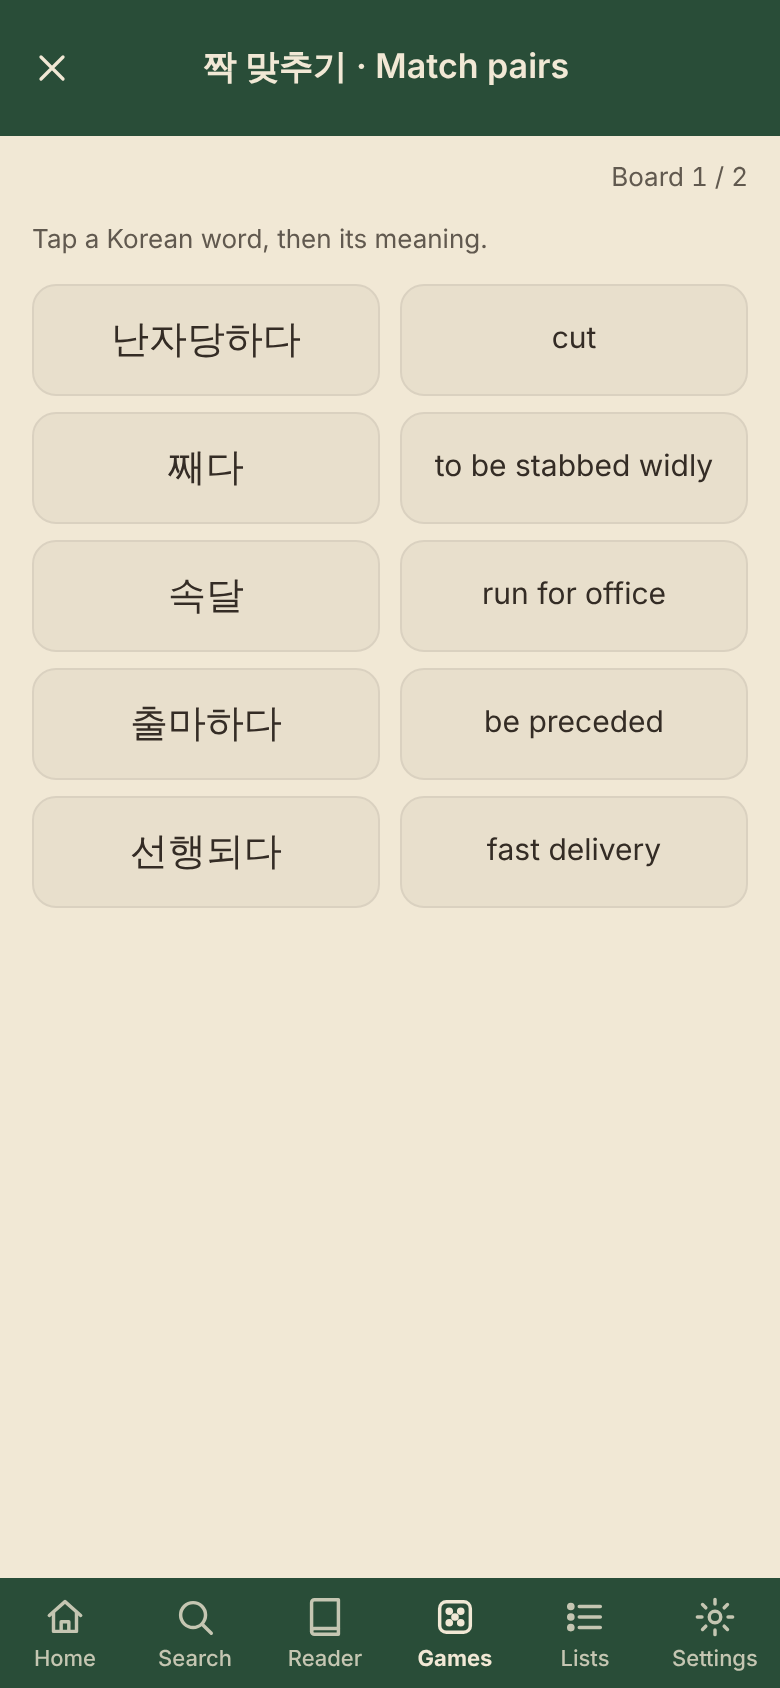 짝 맞추기 · Match pairs
Board 1 / 2
Tap a Korean word, then its meaning.
난자당하다
cut
째다
to be stabbed widly
속달
run for office
출마하다
be preceded
선행되다
fast delivery
Home
Search
Reader
Games
Lists
Settings